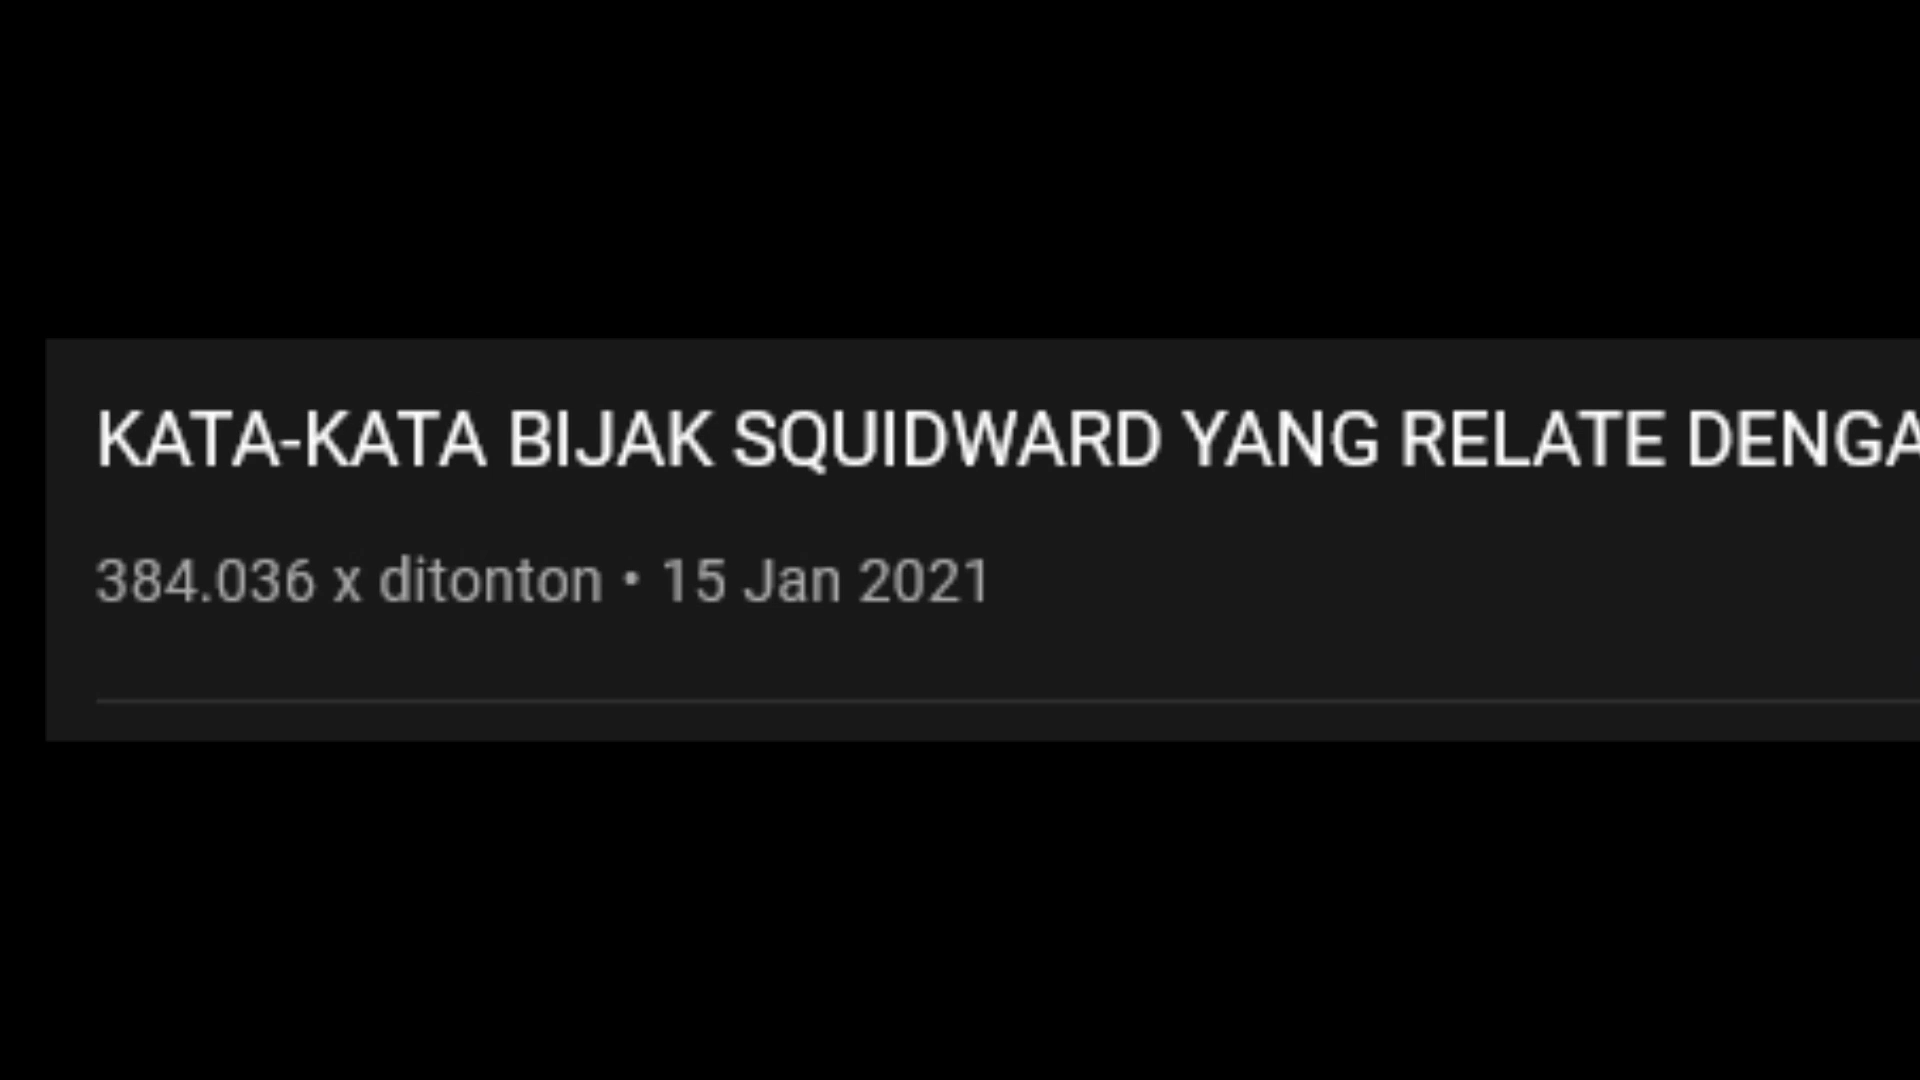 KATA-KATA BIJAK SQUIDWARD YANG RELATE DENGA
384.036 x ditonton • 15 Jan 2021